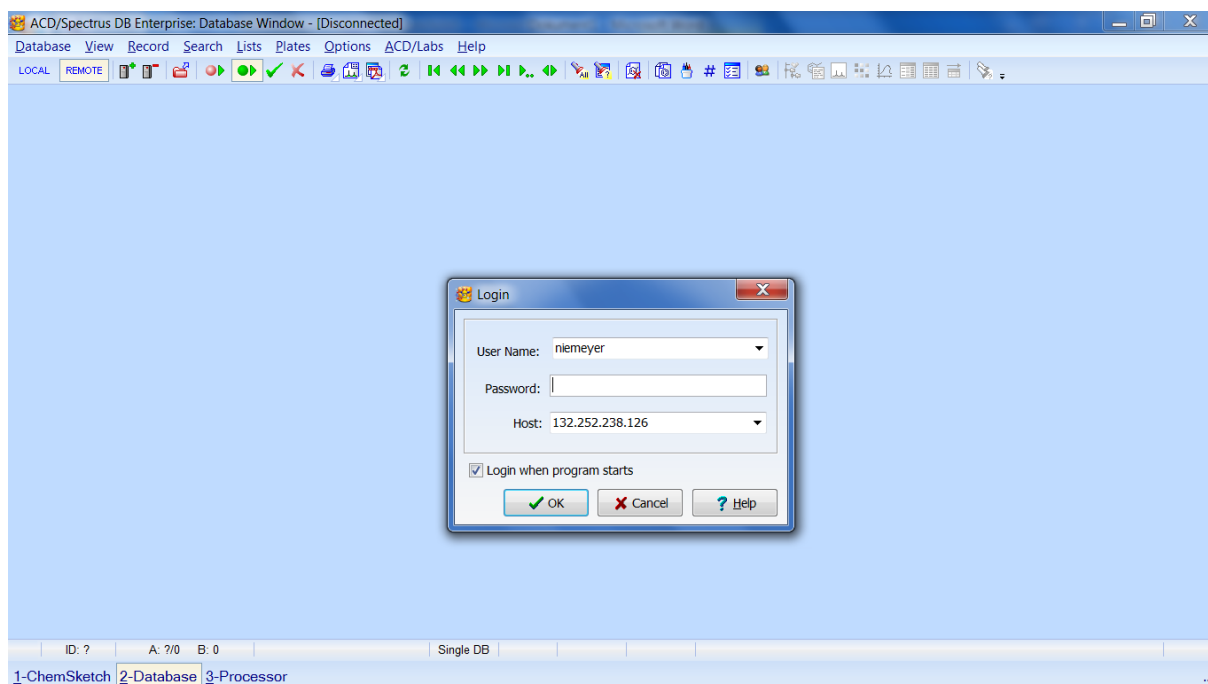 ACD/Spectrus DB Enterprise: Database Window - [Disconnected]
Database View Record Search Lists Plates Options ACD/Labs Help
LOCAL REMOTE All #
Login
User Name: niemeyer
Password:
Host: 132.252.238.126
Login when program starts
OK Cancel ? Help
ID: ? A: ?/0 B: 0 Single DB
1-ChemSketch 2-Database 3-Processor